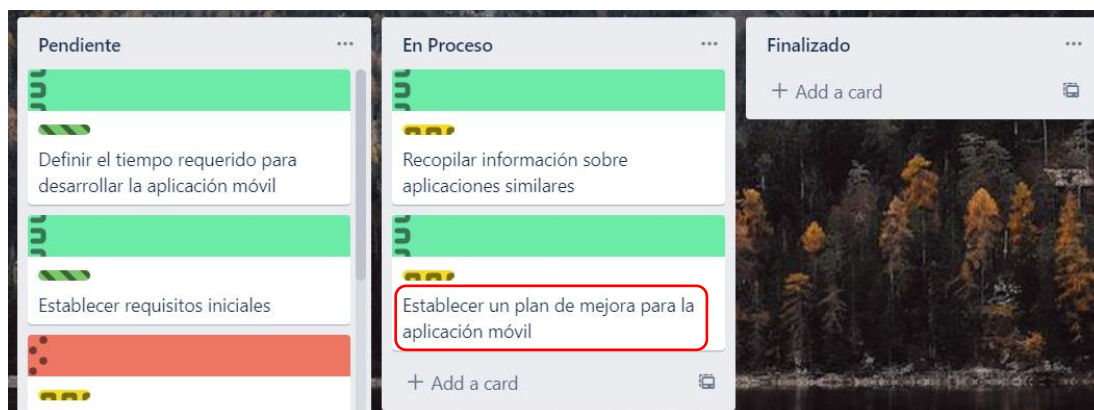 Pendiente
Definir el tiempo requerido para
desarrollar la aplicación móvil
Establecer requisitos iniciales
En Proceso
Recopilar información sobre
aplicaciones similares
Establecer un plan de mejora para la
aplicación móvil
+ Add a card
Finalizado
+ Add a card